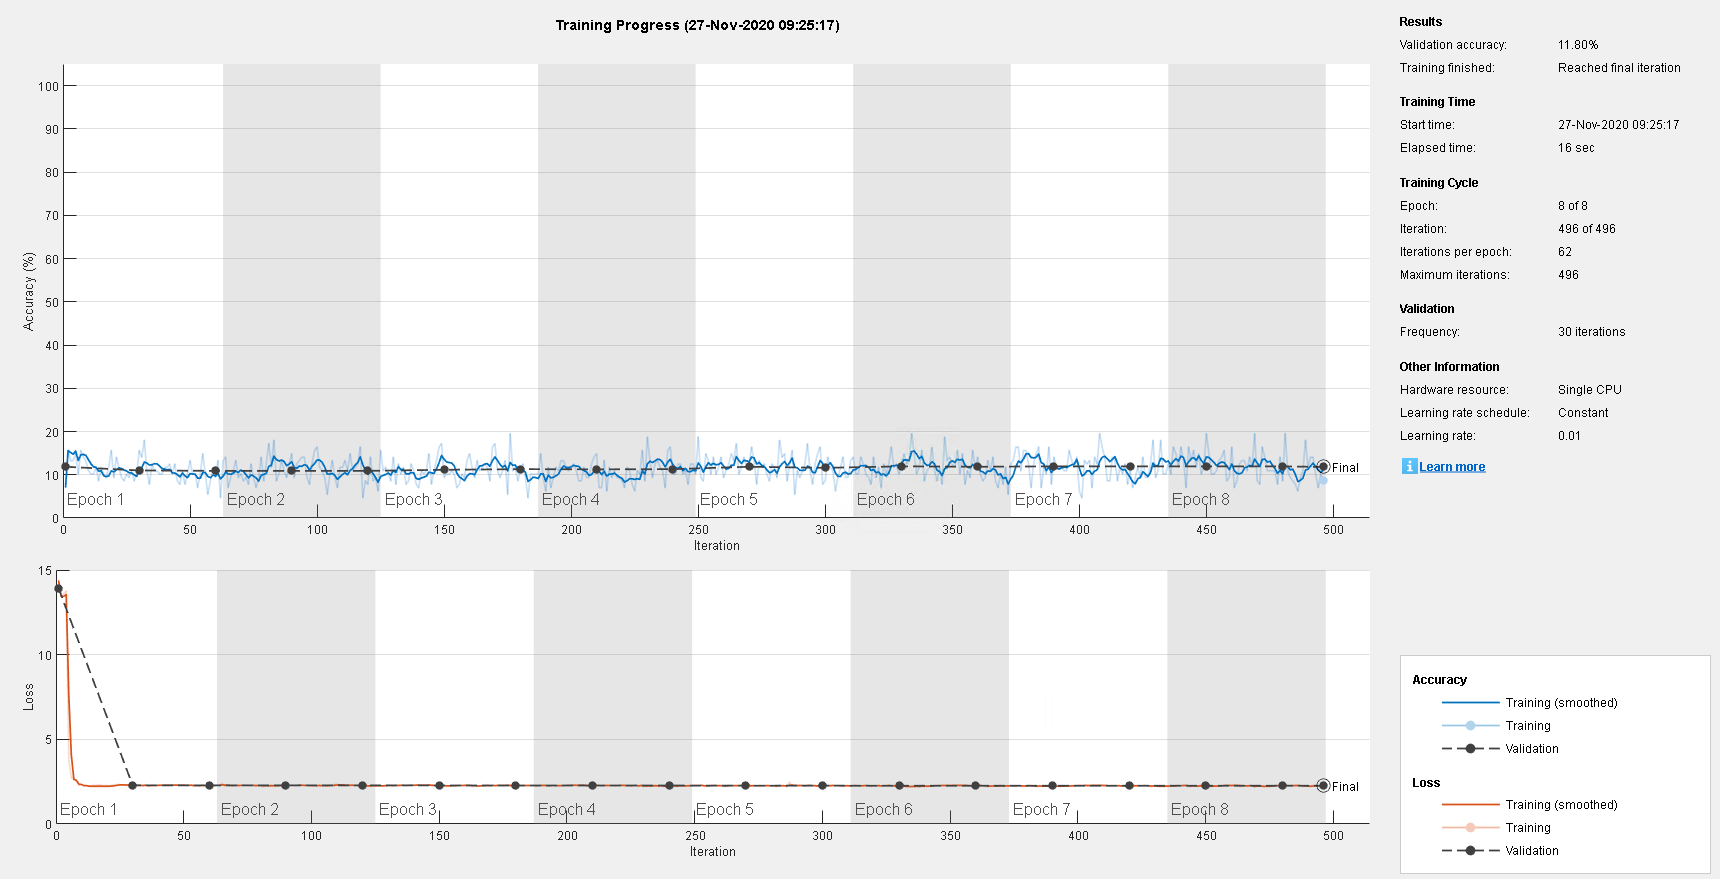 Training Progress (27-Nov-2020 09:25:17)
100
90
80
70
60
50
40
30
20
10
0
Accuracy (%)
Epoch 1
Epoch 2
Epoch 3
Epoch 4
Epoch 5
Epoch 6
Epoch 7
Epoch 8
Final
0 50 100 150 200 250 300 350 400 450 500
Iteration
15
10
5
0
Loss
Epoch 1
Epoch 2
Epoch 3
Epoch 4
Epoch 5
Epoch 6
Epoch 7
Epoch 8
Final
0 50 100 150 200 250 300 350 400 450 500
Iteration
Results
Validation accuracy: 11.80%
Training finished: Reached final iteration
Training Time
Start time: 27-Nov-2020 09:25:17
Elapsed time: 16 sec
Training Cycle
Epoch: 8 of 8
Iteration: 496 of 496
Iterations per epoch: 62
Maximum iterations: 496
Validation
Frequency: 30 iterations
Other Information
Hardware resource: Single CPU
Learning rate schedule: Constant
Learning rate: 0.01
i Learn more
Accuracy
Training (smoothed)
Training
Validation
Loss
Training (smoothed)
Training
Validation